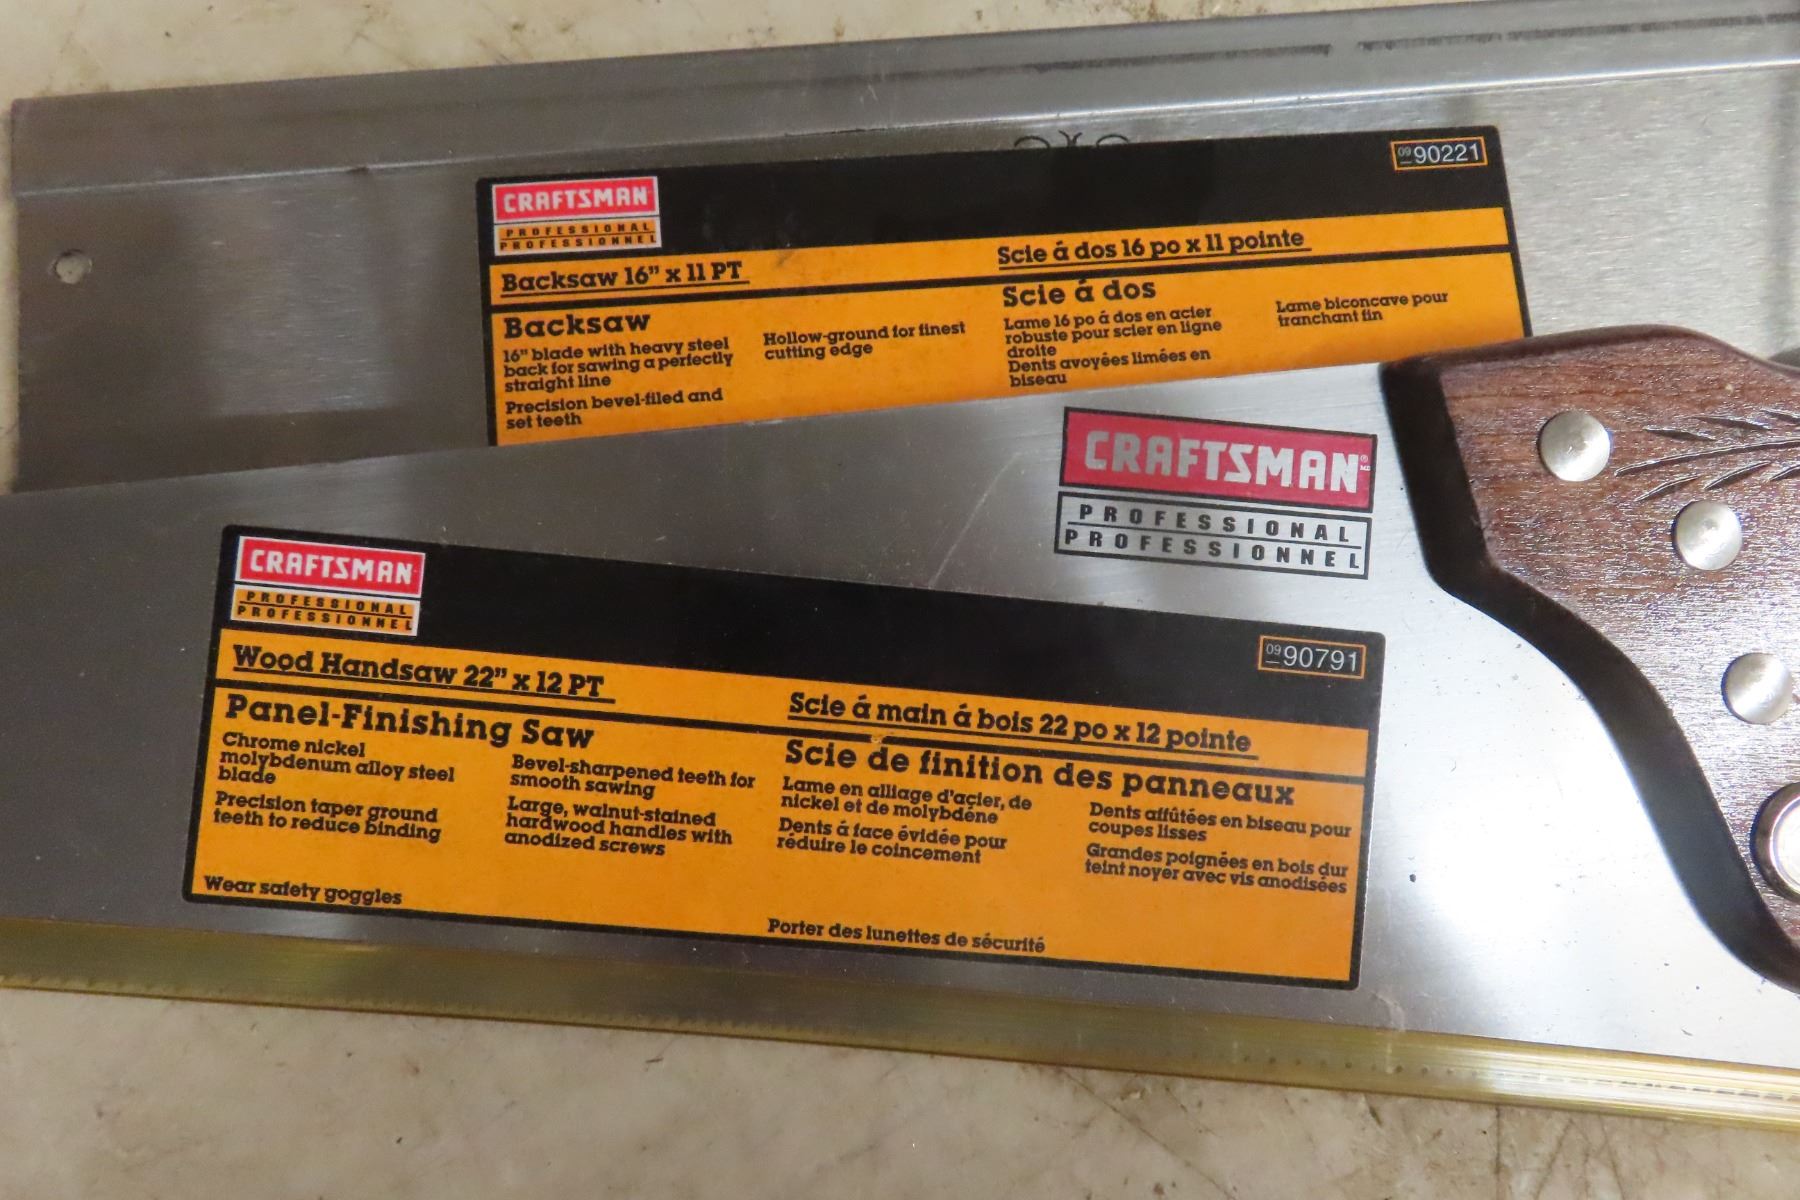 09 90221
CRAFTSMAN
PROFESSIONAL
PROFESSIONNEL
Backsaw 16" x 11 PT
Scie á dos 16 po x 11 pointe
Backsaw
16" blade with heavy steel
back for sawing a perfectly
straight line
Precision bevel-filed and
set teeth
Hollow-ground for finest
cutting edge
Scie á dos
Lame 16 po á dos en acier
robuste pour scier en ligne
droite
Dents avoyées limées en
biseau
Lame biconcave pour
tranchant fin
CRAFTSMAN® MD
PROFESSIONAL
PROFESSIONNEL
CRAFTSMAN
PROFESSIONAL
PROFESSIONNEL
09 90791
Wood Handsaw 22" x 12 PT
Scie á main á bois 22 po x 12 pointe
Panel-Finishing Saw
Chrome nickel
molybdenum alloy steel
blade
Precision taper ground
teeth to reduce binding
Bevel-sharpened teeth for
smooth sawing
Large, walnut-stained
hardwood handles with
anodized screws
Wear safety goggles
Scie de finition des panneaux
Lame en alliage d'acier, de
nickel et de molybdéne
Dents á face évidée pour
réduire le coincement
Dents affûtées en biseau pour
coupes lisses
Grandes poignées en bois dur
teint noyer avec vis anodisées
Porter des lunettes de sécurité